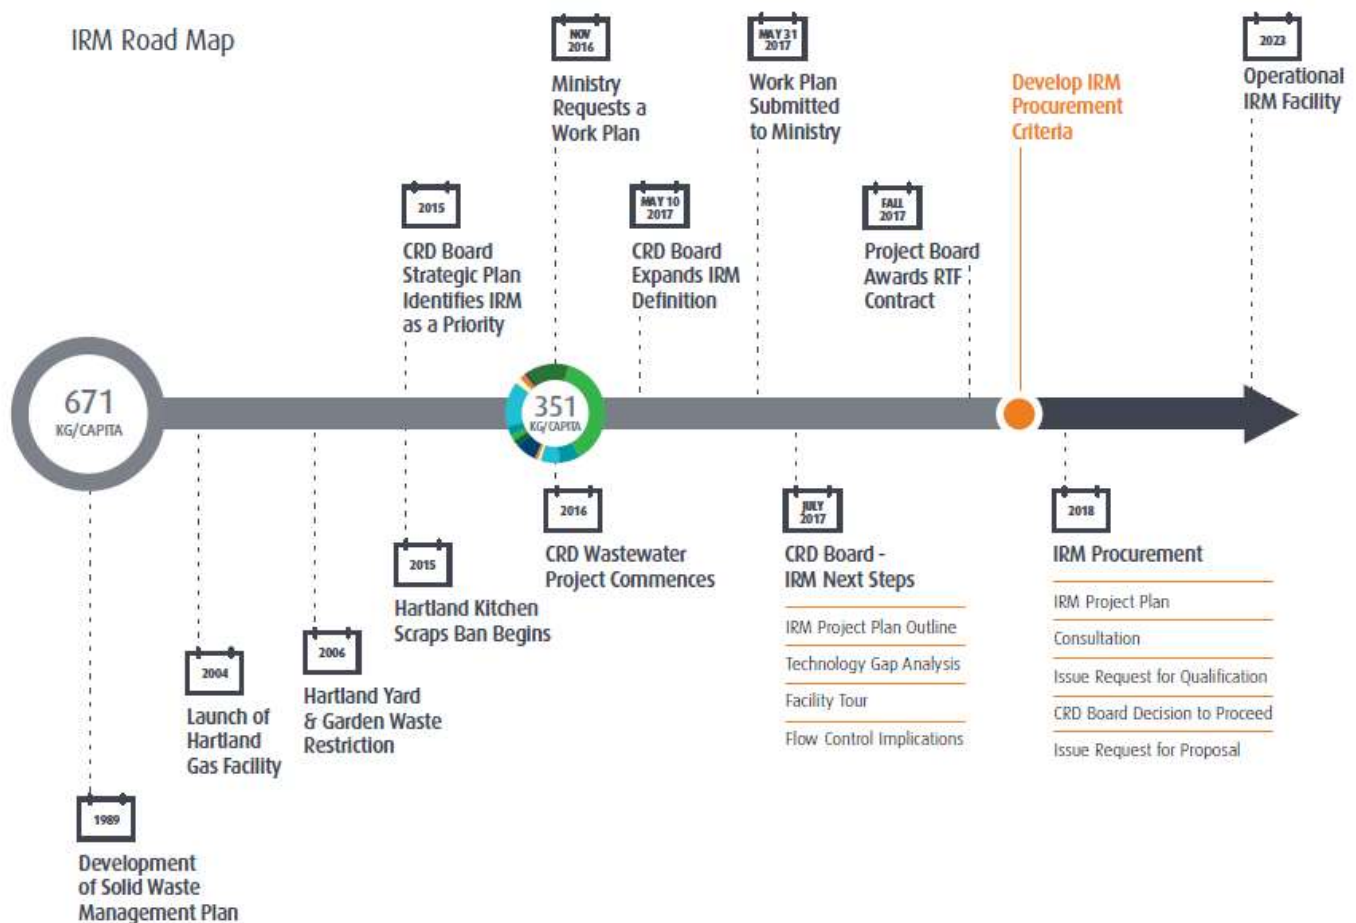 IRM Road Map
NOV
2016
Ministry
Requests a
Work Plan
MAY 31
2017
Work Plan
Submitted
to Ministry
Develop IRM
Procurement
Criteria
2023
Operational
IRM Facility
2015
CRD Board
Strategic Plan
Identifies IRM
as a Priority
MAY 10
2017
CRD Board
Expands IRM
Definition
FALL
2017
Project Board
Awards RTF
Contract
671
KG/CAPITA
351
KG/CAPITA
1989
Development
of Solid Waste
Management Plan
2004
Launch of
Hartland
Gas Facility
2006
Hartland Yard
& Garden Waste
Restriction
2015
Hartland Kitchen
Scraps Ban Begins
2016
CRD Wastewater
Project Commences
JULY
2017
CRD Board -
IRM Next Steps
IRM Project Plan Outline
Technology Gap Analysis
Facility Tour
Flow Control Implications
2018
IRM Procurement
IRM Project Plan
Consultation
Issue Request for Qualification
CRD Board Decision to Proceed
Issue Request for Proposal